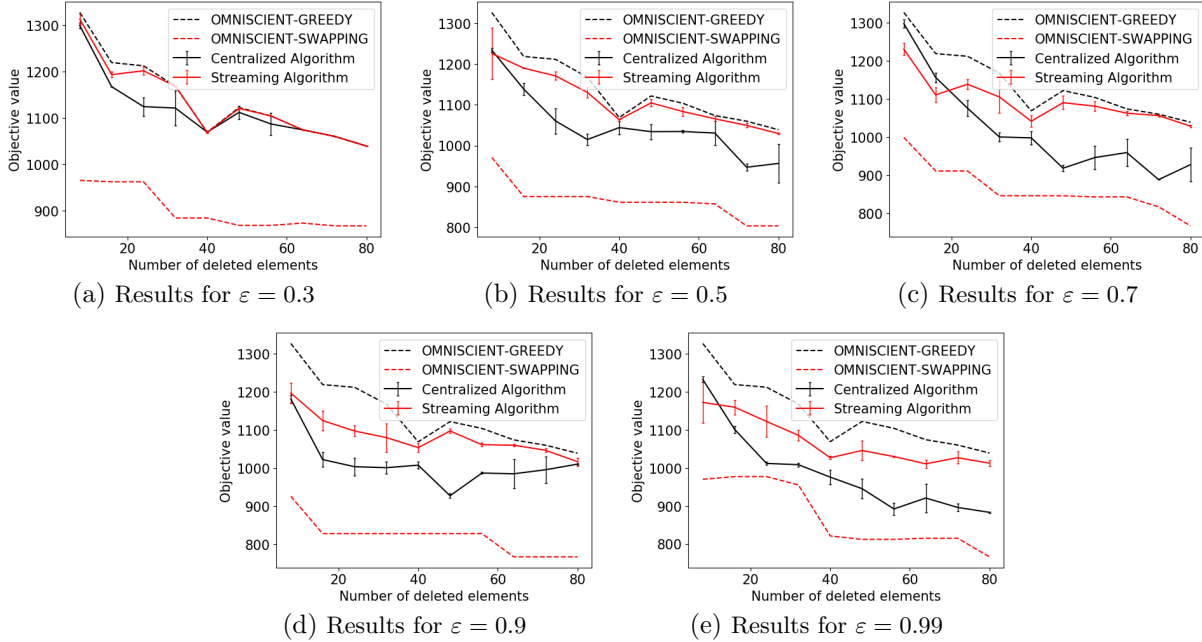 1300
1200
1100
1000
900
Objective value
20
40
60
80
Number of deleted elements
OMNISCIENT-GREEDY
OMNISCIENT-SWAPPING
Centralized Algorithm
Streaming Algorithm
(a) Results for ε = 0.3
1300
1200
1100
1000
900
800
Objective value
20
40
60
80
Number of deleted elements
OMNISCIENT-GREEDY
OMNISCIENT-SWAPPING
Centralized Algorithm
Streaming Algorithm
(b) Results for ε = 0.5
1300
1200
1100
1000
900
800
Objective value
20
40
60
80
Number of deleted elements
OMNISCIENT-GREEDY
OMNISCIENT-SWAPPING
Centralized Algorithm
Streaming Algorithm
(c) Results for ε = 0.7
1300
1200
1100
1000
900
800
Objective value
20
40
60
80
Number of deleted elements
OMNISCIENT-GREEDY
OMNISCIENT-SWAPPING
Centralized Algorithm
Streaming Algorithm
(d) Results for ε = 0.9
1300
1200
1100
1000
900
800
Objective value
20
40
60
80
Number of deleted elements
OMNISCIENT-GREEDY
OMNISCIENT-SWAPPING
Centralized Algorithm
Streaming Algorithm
(e) Results for ε = 0.99